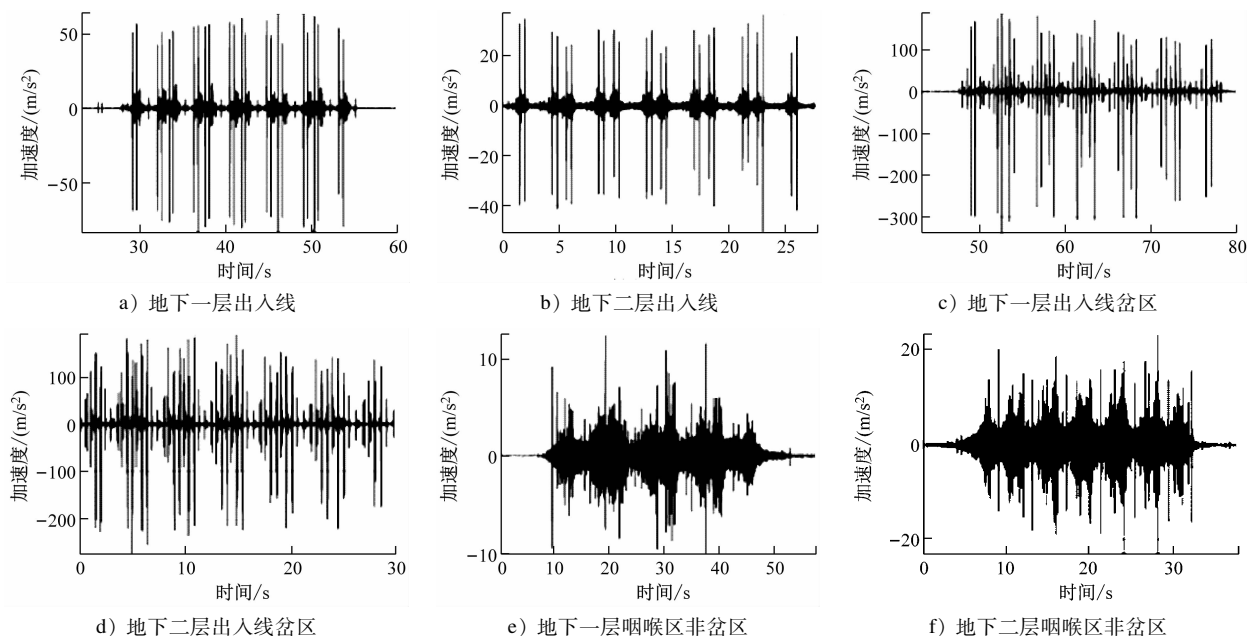 加速度/(m/s²)
50
0
−50
30
40
50
60
时间/s
a）地下一层出入线
加速度/(m/s²)
20
0
−20
−40
0
5
10
15
20
25
时间/s
b）地下二层出入线
加速度/(m/s²)
100
0
−100
−200
−300
50
60
70
80
时间/s
c）地下一层出入线岔区
加速度/(m/s²)
100
0
−100
−200
0
10
20
30
时间/s
d）地下二层出入线岔区
加速度/(m/s²)
10
0
−10
0
10
20
30
40
50
时间/s
e）地下一层咽喉区非岔区
加速度/(m/s²)
20
0
−20
0
10
20
30
时间/s
f）地下二层咽喉区非岔区